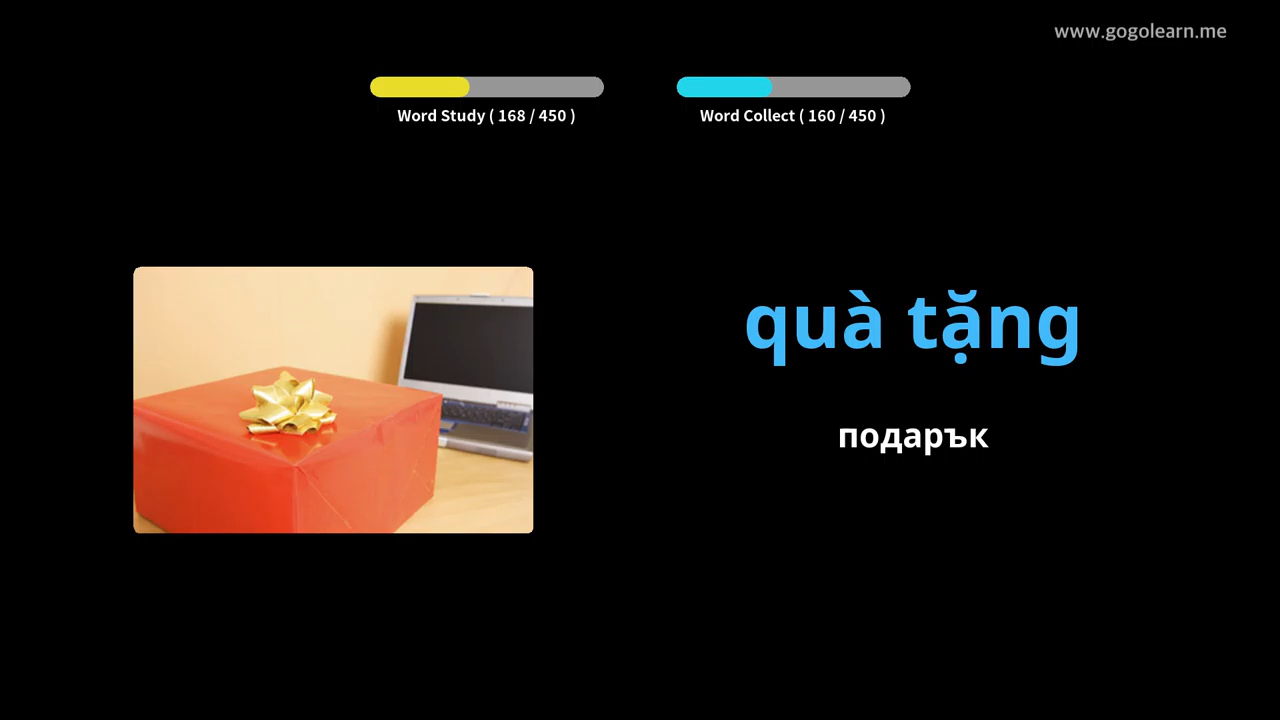 www.gogolearn.me
Word Study ( 168 / 450 )
Word Collect ( 160 / 450 )
quà tặng
подарък